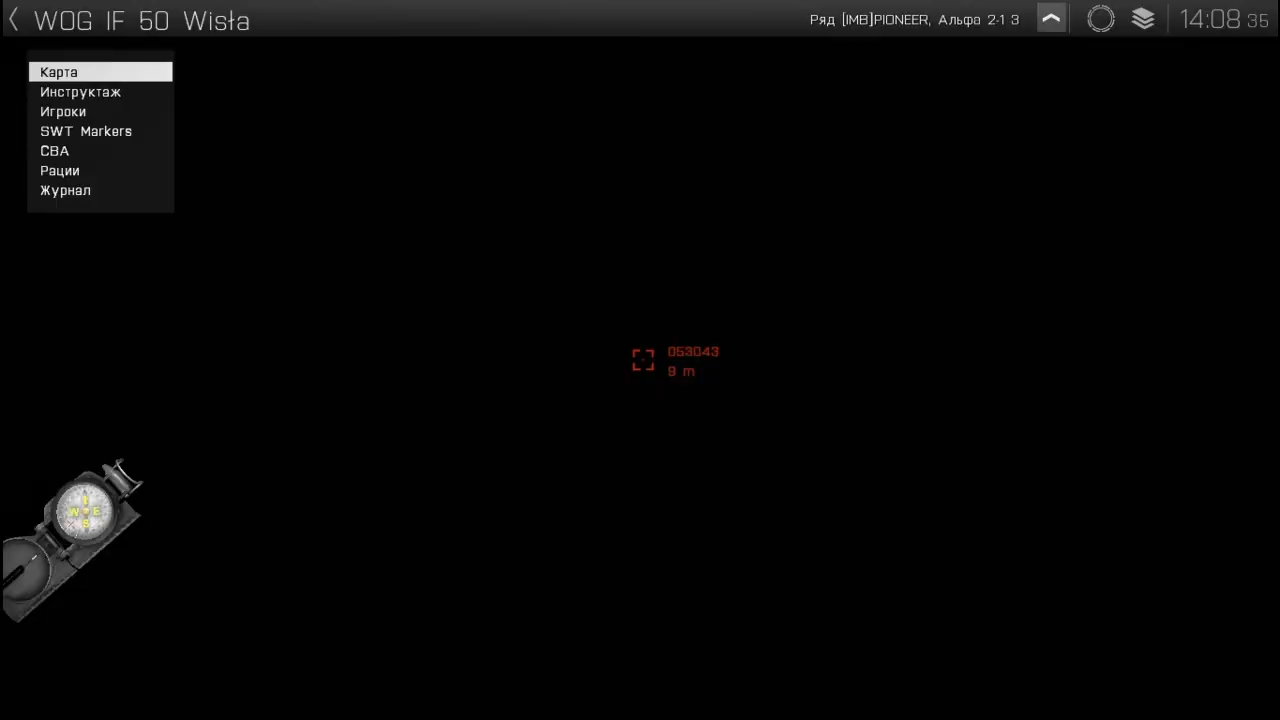 WOG IF 50 Wisła
Ряд [IMB]PIONEER, Альфа 2-1 3
14:08 35
Карта
Инструктаж
Игроки
SWT Markers
CBA
Рации
Журнал
053043
9 m
W E
S